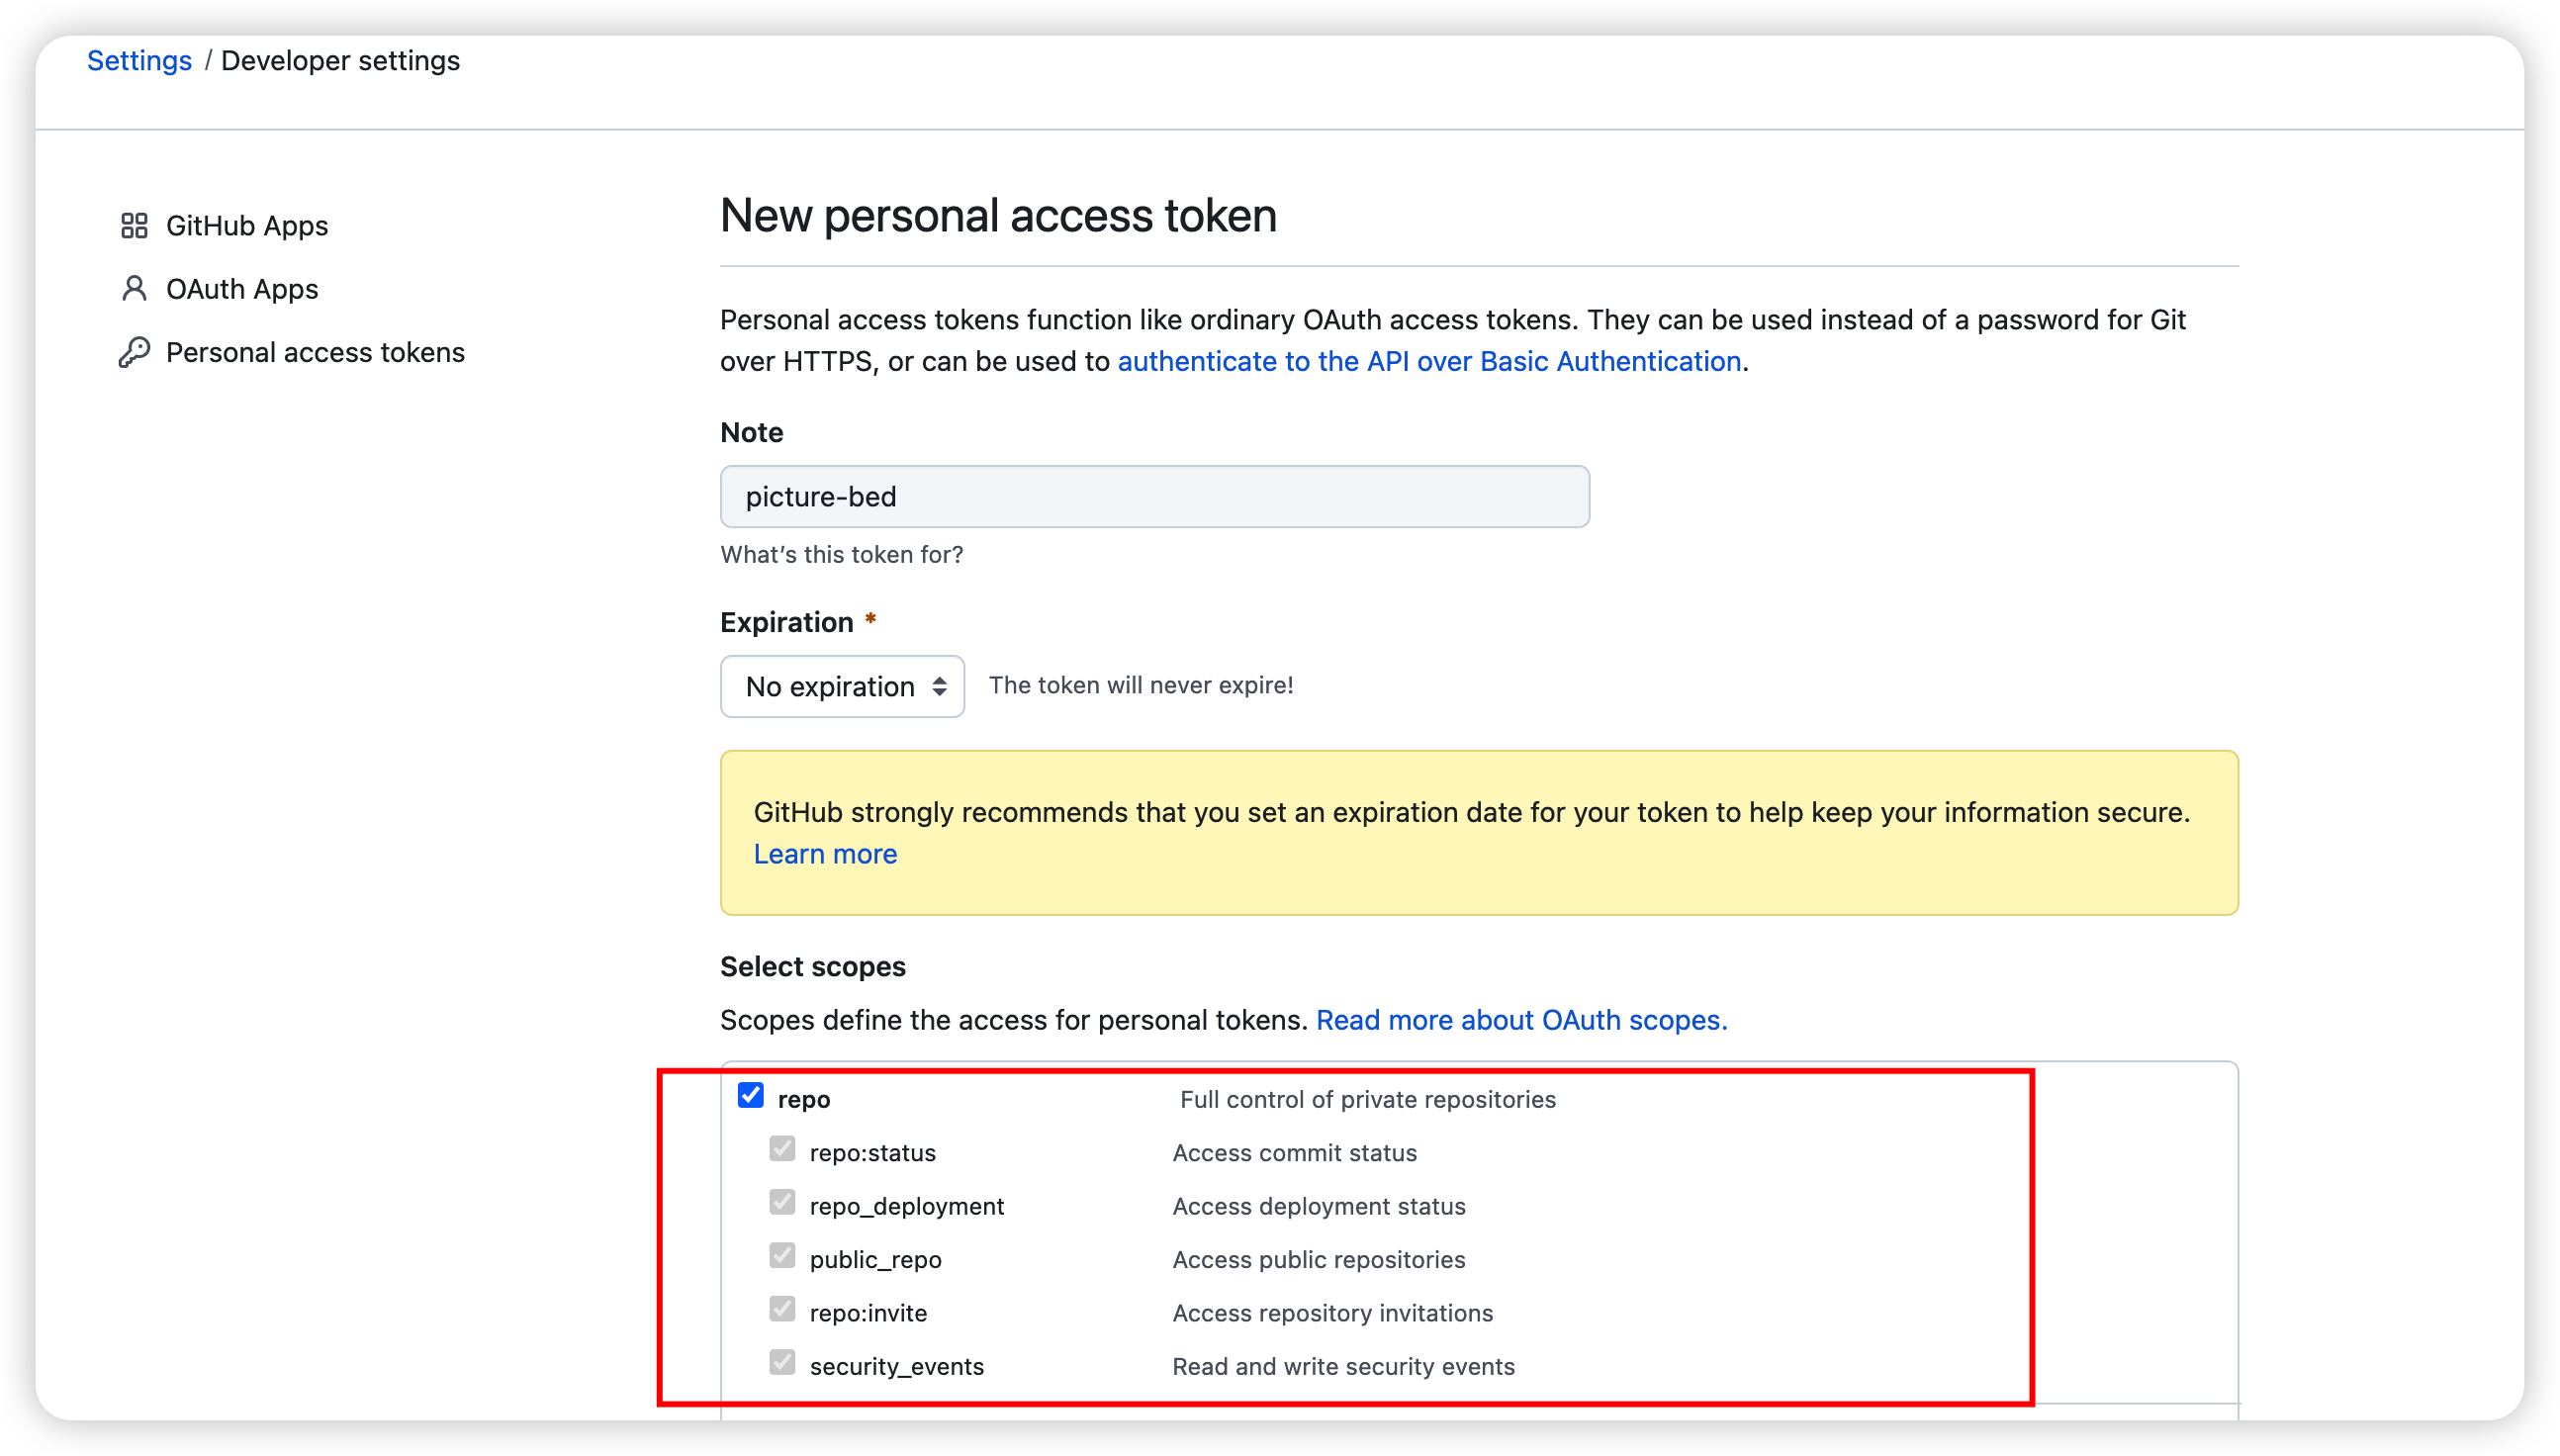 Settings / Developer settings
GitHub Apps
OAuth Apps
Personal access tokens
New personal access token
Personal access tokens function like ordinary OAuth access tokens. They can be used instead of a password for Git
over HTTPS, or can be used to authenticate to the API over Basic Authentication.
Note
picture-bed
What’s this token for?
Expiration *
No expiration The token will never expire!
GitHub strongly recommends that you set an expiration date for your token to help keep your information secure.
Learn more
Select scopes
Scopes define the access for personal tokens. Read more about OAuth scopes.
repo Full control of private repositories
repo:status Access commit status
repo_deployment Access deployment status
public_repo Access public repositories
repo:invite Access repository invitations
security_events Read and write security events